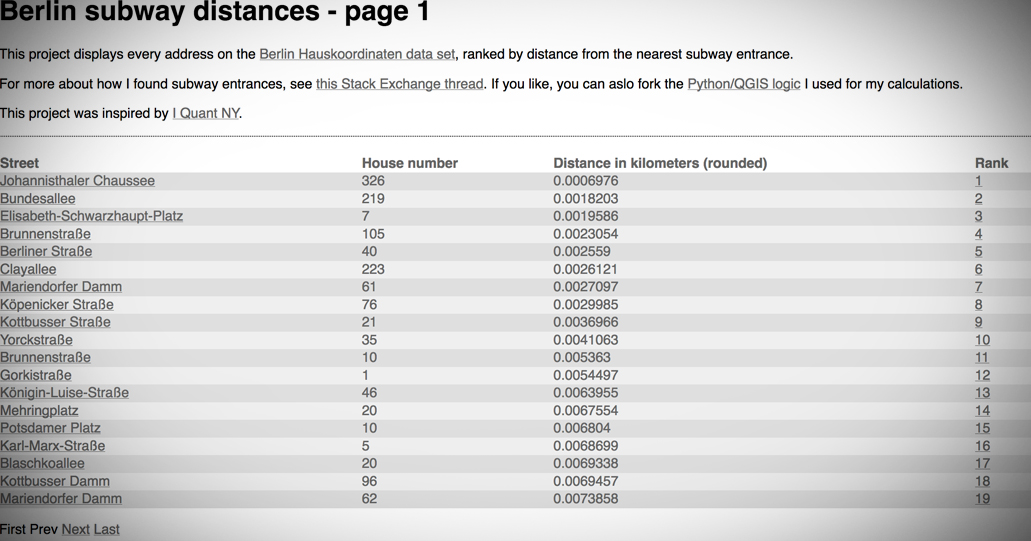 Berlin subway distances - page 1
This project displays every address on the Berlin Hauskoordinaten data set, ranked by distance from the nearest subway entrance.
For more about how I found subway entrances, see this Stack Exchange thread. If you like, you can aslo fork the Python/QGIS logic I used for my calculations.
This project was inspired by I Quant NY.
Street House number Distance in kilometers (rounded) Rank
Johannisthaler Chaussee 326 0.0006976 1
Bundesallee 219 0.0018203 2
Elisabeth-Schwarzhaupt-Platz 7 0.0019586 3
Brunnenstraße 105 0.0023054 4
Berliner Straße 40 0.002559 5
Clayallee 223 0.0026121 6
Mariendorfer Damm 61 0.0027097 7
Köpenicker Straße 76 0.0029985 8
Kottbusser Straße 21 0.0036966 9
Yorckstraße 35 0.0041063 10
Brunnenstraße 10 0.005363 11
Gorkistraße 1 0.0054497 12
Königin-Luise-Straße 46 0.0063955 13
Mehringplatz 20 0.0067554 14
Potsdamer Platz 10 0.006804 15
Karl-Marx-Straße 5 0.0068699 16
Blaschkoallee 20 0.0069338 17
Kottbusser Damm 96 0.0069457 18
Mariendorfer Damm 62 0.0073858 19
First Prev Next Last